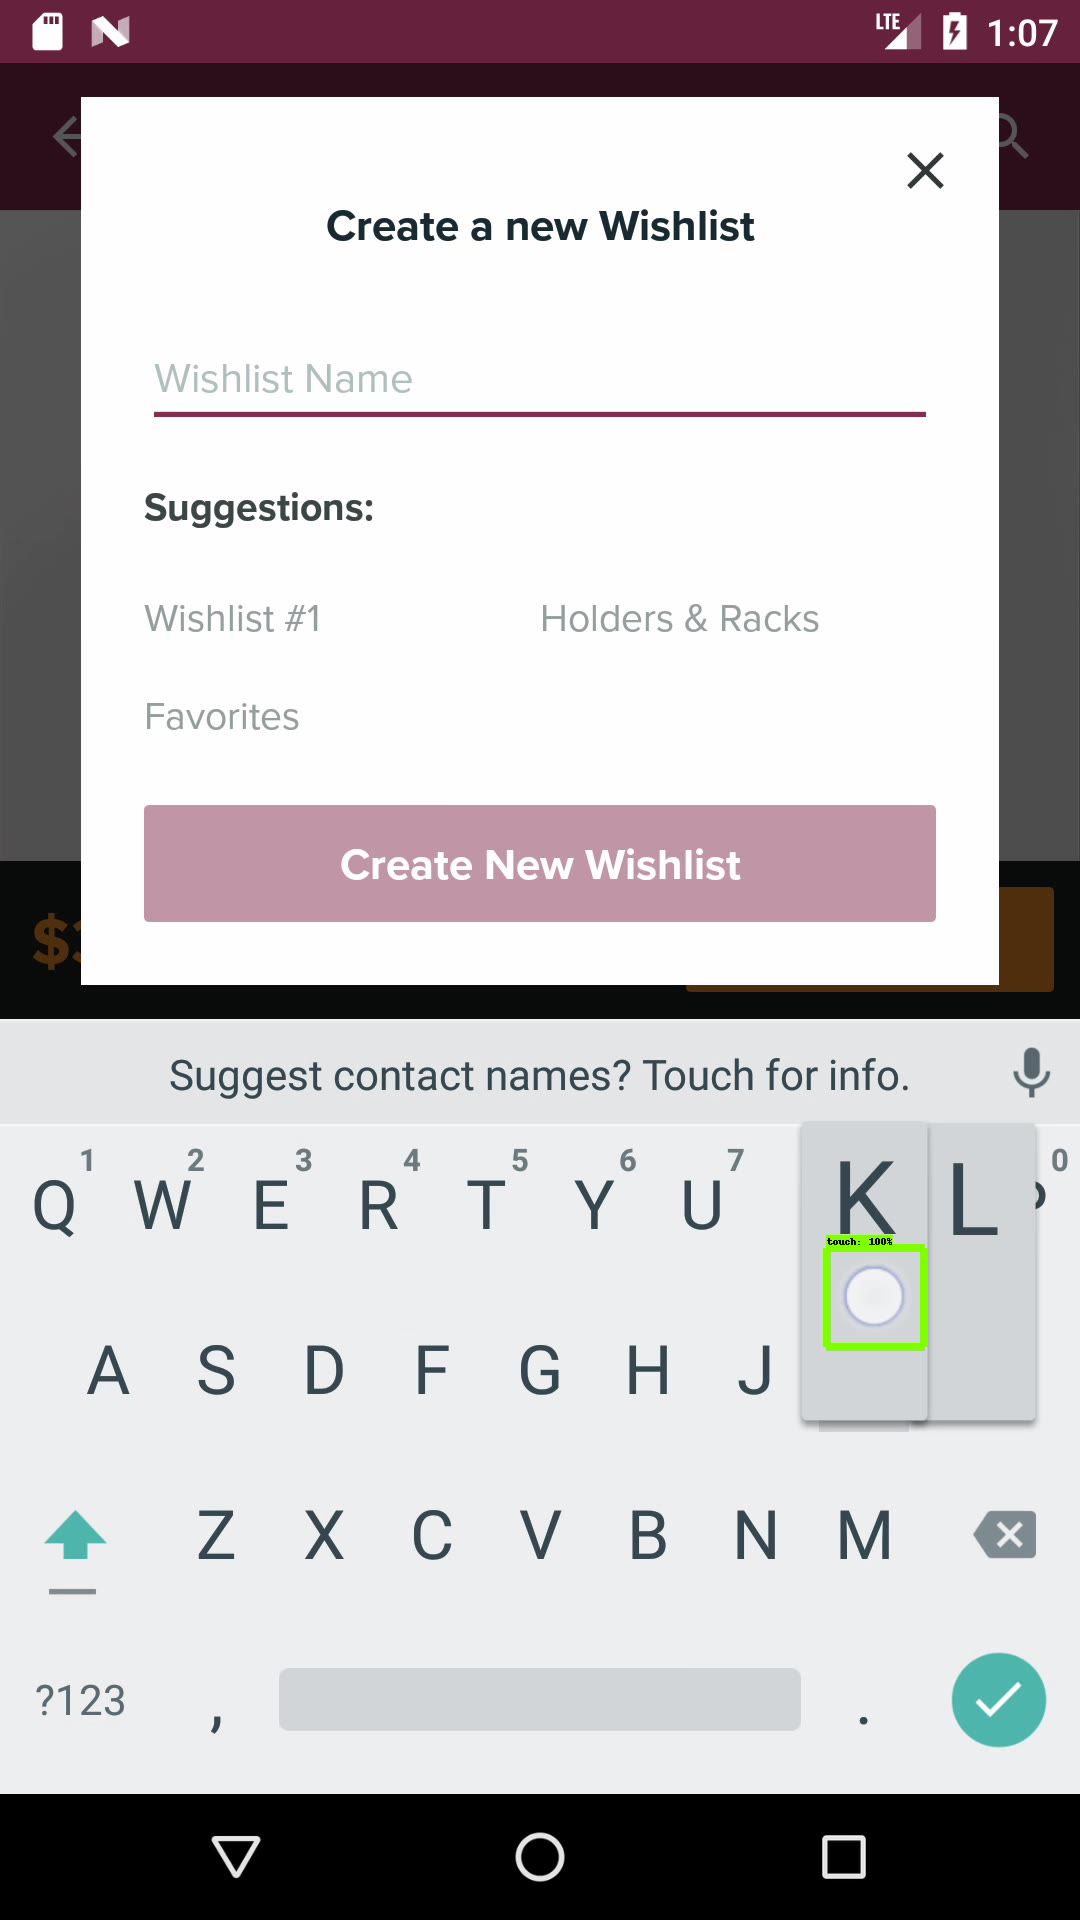 LTE 1:07
Create a new Wishlist
Wishlist Name
Suggestions:
Wishlist #1 Holders & Racks
Favorites
Create New Wishlist
$
Suggest contact names? Touch for info.
1 2 3 4 5 6 7 0
Q W E R T Y U K L
touch: 100%
A S D F G H J
Z X C V B N M
?123 , .